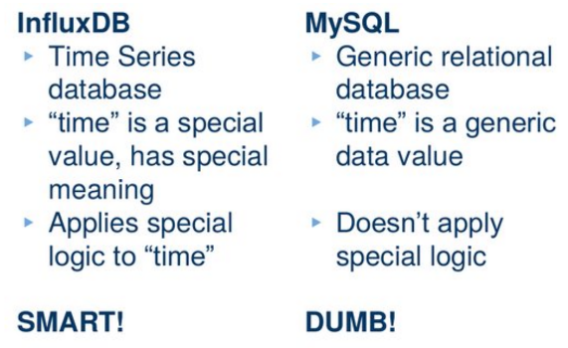 InfluxDB
Time Series
database
“time” is a special
value, has special
meaning
Applies special
logic to “time”
SMART!
MySQL
Generic relational
database
“time” is a generic
data value
Doesn’t apply
special logic
DUMB!